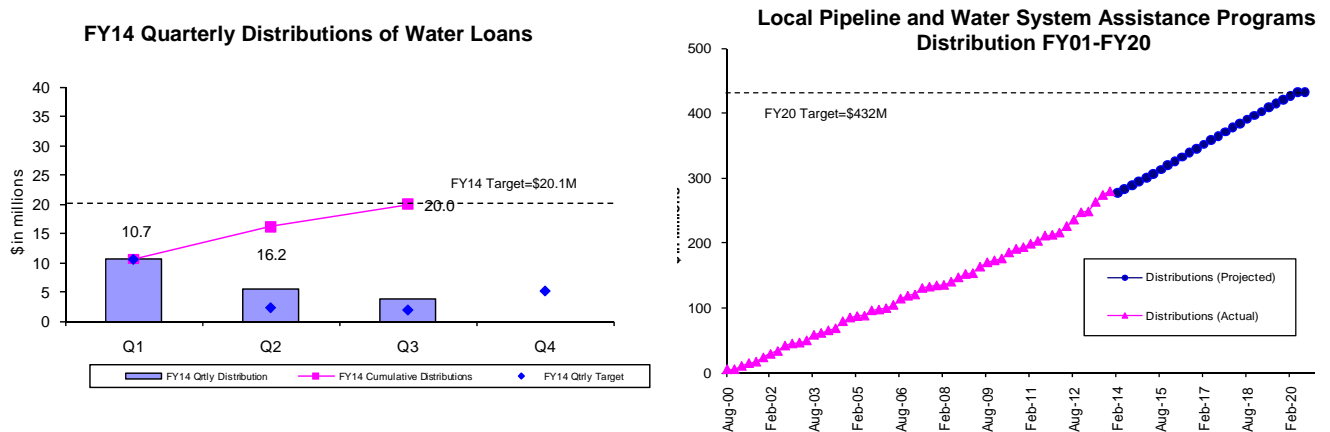 FY14 Quarterly Distributions of Water Loans
40
35
30
25
20
15
10
5
0
$ in millions
FY14 Target=$20.1M
10.7
16.2
20.0
Q1 Q2 Q3 Q4
FY14 Qrtly Distribution FY14 Cumulative Distributions FY14 Qrtly Target
Local Pipeline and Water System Assistance Programs
Distribution FY01-FY20
500
400
300
200
100
0
FY20 Target=$432M
Distributions (Projected)
Distributions (Actual)
Aug-00 Feb-02 Aug-03 Feb-05 Aug-06 Feb-08 Aug-09 Feb-11 Aug-12 Feb-14 Aug-15 Feb-17 Aug-18 Feb-20